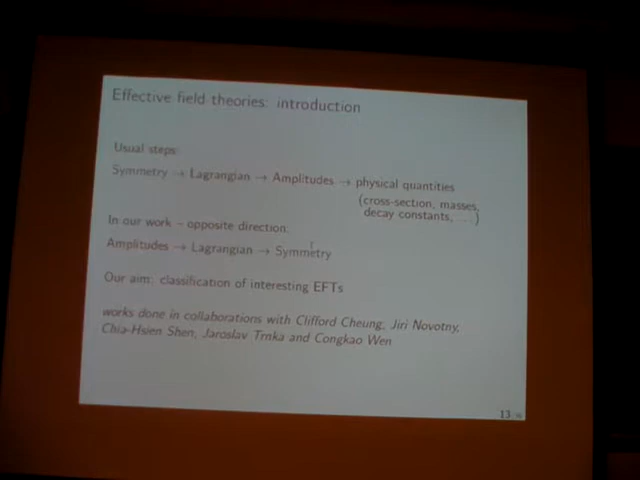 Effective field theories: introduction
Usual steps:
Symmetry → Lagrangian → Amplitudes → physical quantities
(cross-section, masses,
decay constants, ... )
In our work – opposite direction:
Amplitudes → Lagrangian → Symmetry
Our aim: classification of interesting EFTs
works done in collaborations with Clifford Cheung, Jiri Novotny,
Chia-Hsien Shen, Jaroslav Trnka and Congkao Wen
13